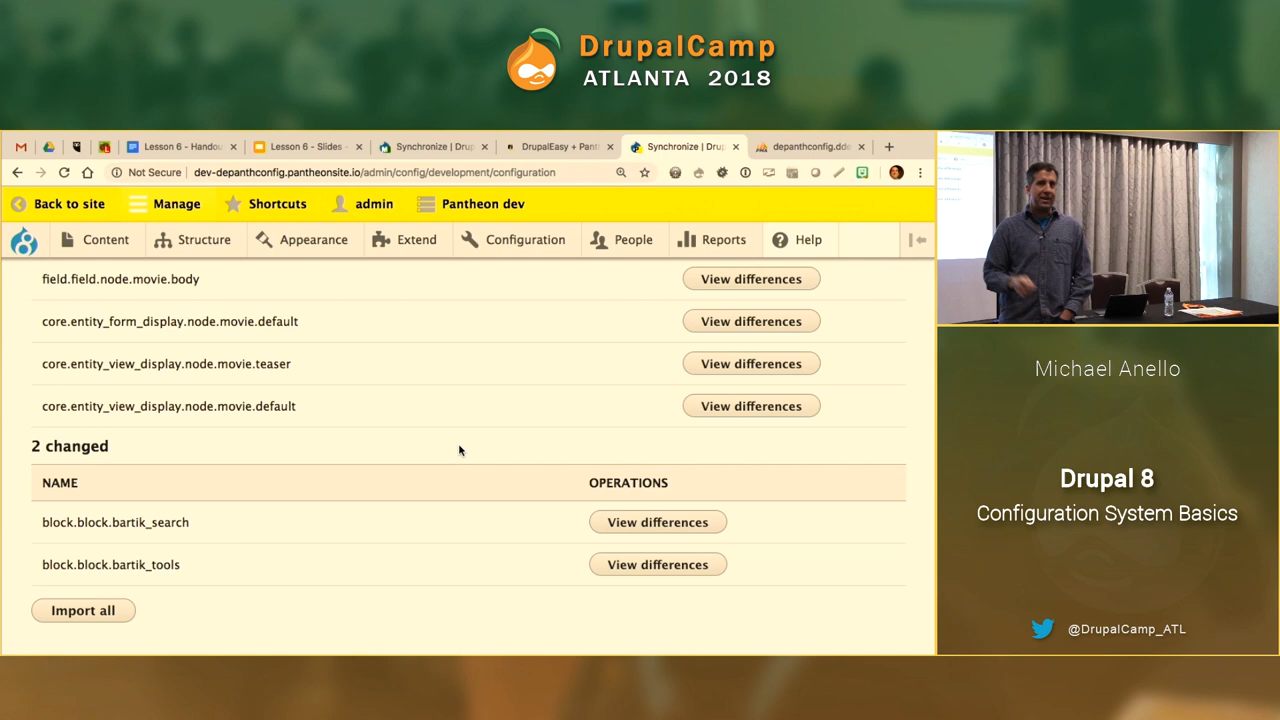 DrupalCamp
ATLANTA 2018
Lesson 6 - Handou
Lesson 6 - Slides -
Synchronize | Drup
DrupalEasy + Pant
Synchronize | Drup
depanthconfig.dde
Not Secure
dev-depanthconfig.pantheonsite.io/admin/config/development/configuration
Back to site
Manage
Shortcuts
admin
Pantheon dev
Content
Structure
Appearance
Extend
Configuration
People
Reports
Help
field.field.node.movie.body
View differences
core.entity_form_display.node.movie.default
View differences
core.entity_view_display.node.movie.teaser
View differences
core.entity_view_display.node.movie.default
View differences
2 changed
NAME
OPERATIONS
block.block.bartik_search
View differences
block.block.bartik_tools
View differences
Import all
Michael Anello
Drupal 8
Configuration System Basics
@DrupalCamp_ATL